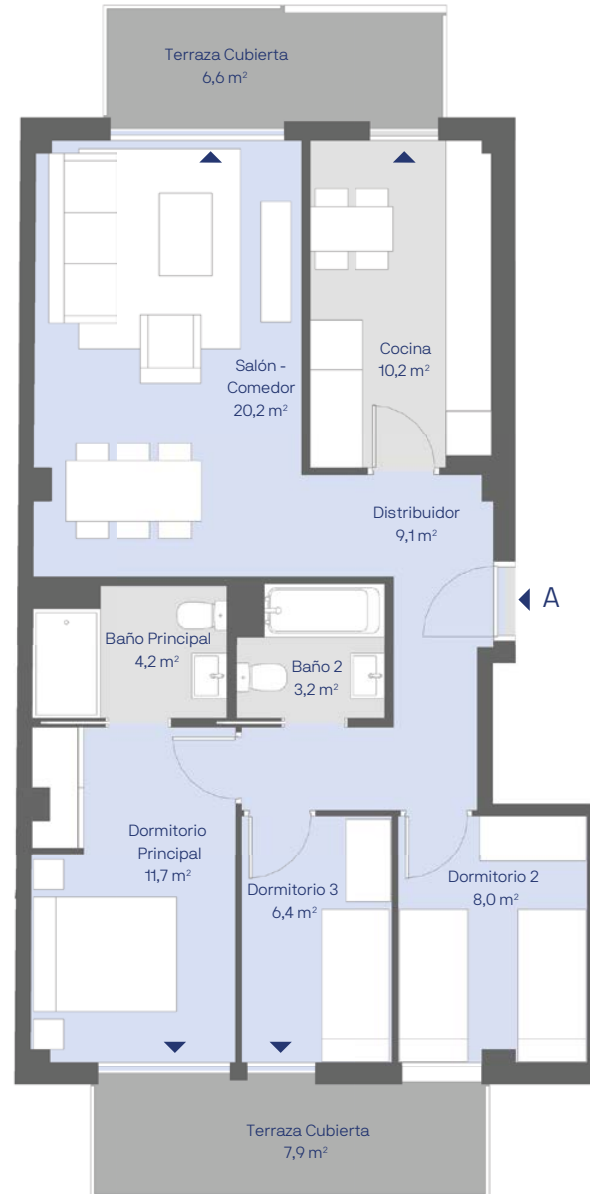 Terraza Cubierta
6,6 m²
Salón -
Comedor
20,2 m²
Cocina
10,2 m²
Distribuidor
9,1 m²
A
Baño Principal
4,2 m²
Baño 2
3,2 m²
Dormitorio
Principal
11,7 m²
Dormitorio 3
6,4 m²
Dormitorio 2
8,0 m²
Terraza Cubierta
7,9 m²